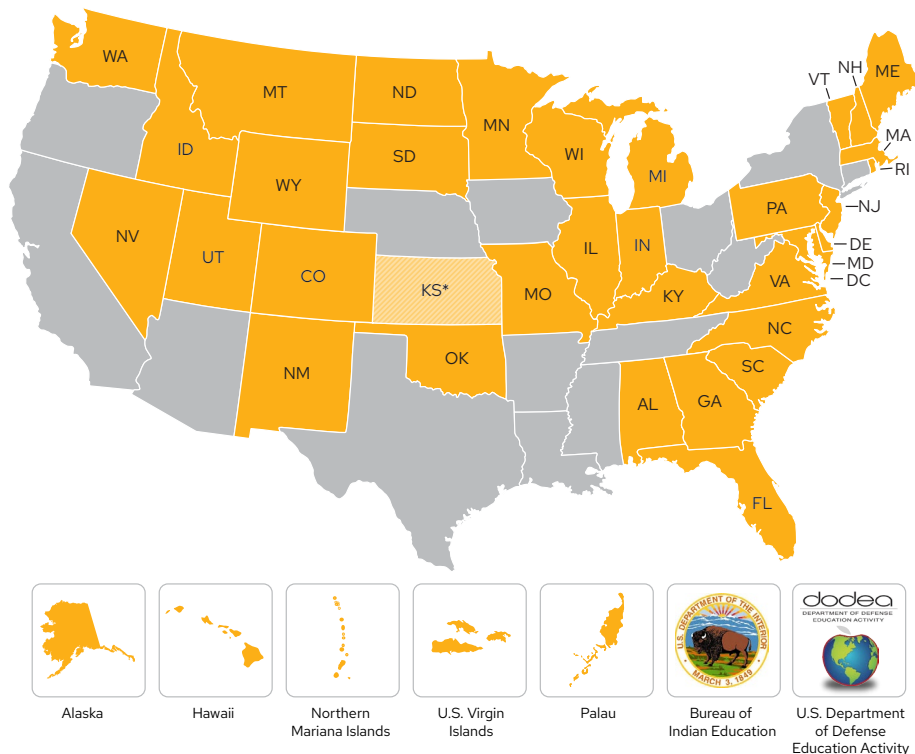 WA
MT
ND
MN
VT
NH
ME
MA
RI
ID
SD
WI
MI
WY
PA
NJ
NV
UT
CO
IL
IN
DE
MD
DC
KS*
MO
KY
VA
NC
NM
OK
SC
AL
GA
FL
U.S. DEPARTMENT OF THE INTERIOR
MARCH 3, 1849
dodea
DEPARTMENT OF DEFENSE
EDUCATION ACTIVITY
Alaska
Hawaii
Northern
Mariana Islands
U.S. Virgin
Islands
Palau
Bureau of
Indian Education
U.S. Department
of Defense
Education Activity